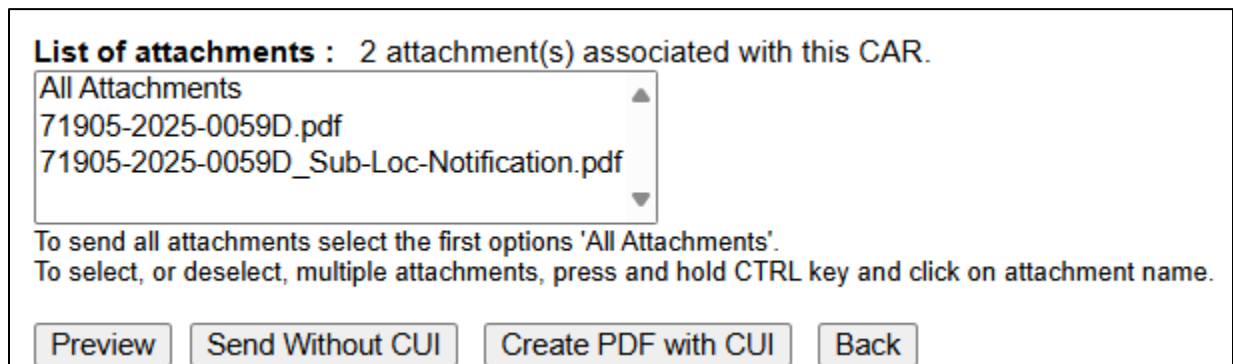 List of attachments :   2 attachment(s) associated with this CAR.
All Attachments
71905-2025-0059D.pdf
71905-2025-0059D_Sub-Loc-Notification.pdf
To send all attachments select the first options 'All Attachments'.
To select, or deselect, multiple attachments, press and hold CTRL key and click on attachment name.
Preview Send Without CUI Create PDF with CUI Back